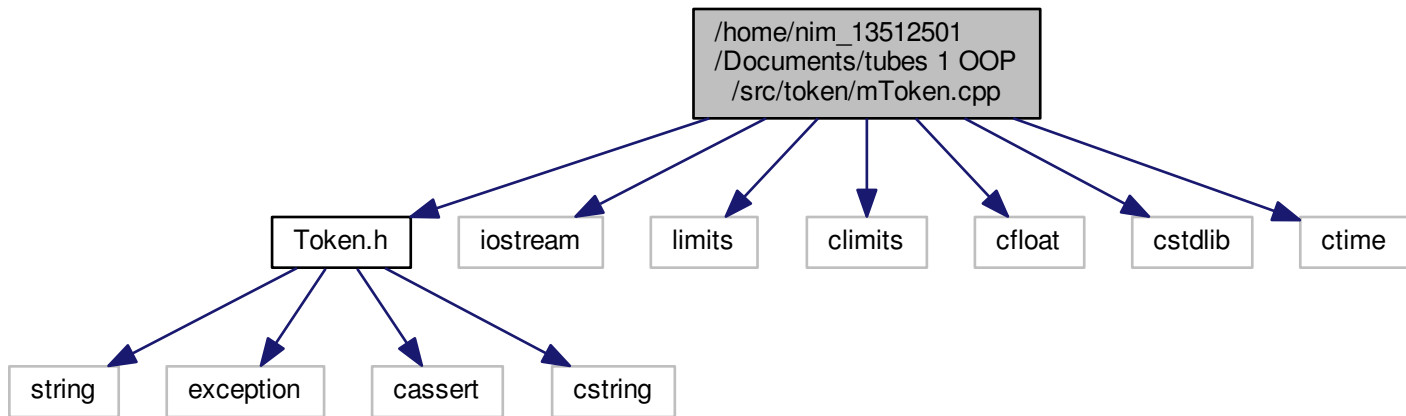 /home/nim_13512501
/Documents/tubes 1 OOP
/src/token/mToken.cpp
Token.h
iostream
limits
climits
cfloat
cstdlib
ctime
string
exception
cassert
cstring